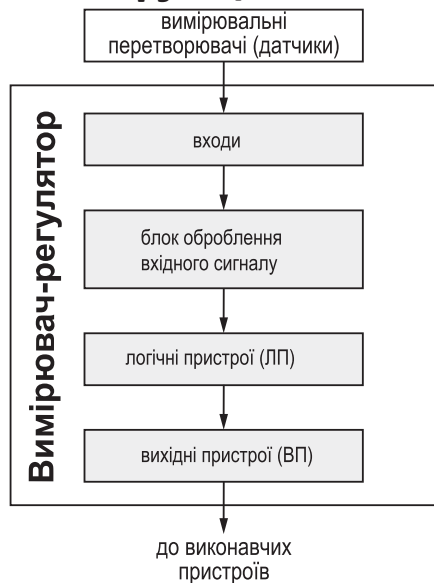 вимірювальні
перетворювачі (датчики)
Вимірювач-регулятор
входи
блок оброблення
вхідного сигналу
логічні пристрої (ЛП)
вихідні пристрої (ВП)
до виконавчих
пристроїв